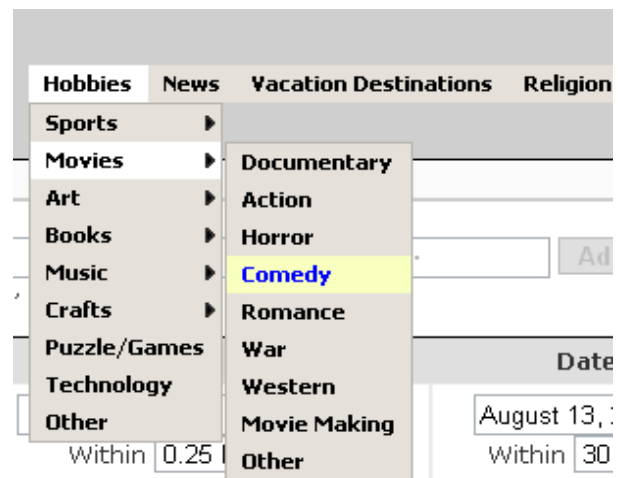 Hobbies News Vacation Destinations Religion
Sports
Movies
Art
Books
Music
Crafts
Puzzle/Games
Technology
Other
Documentary
Action
Horror
Comedy
Romance
War
Western
Movie Making
Other
Ad
Date
August 13,
Within 0.25
Within 30